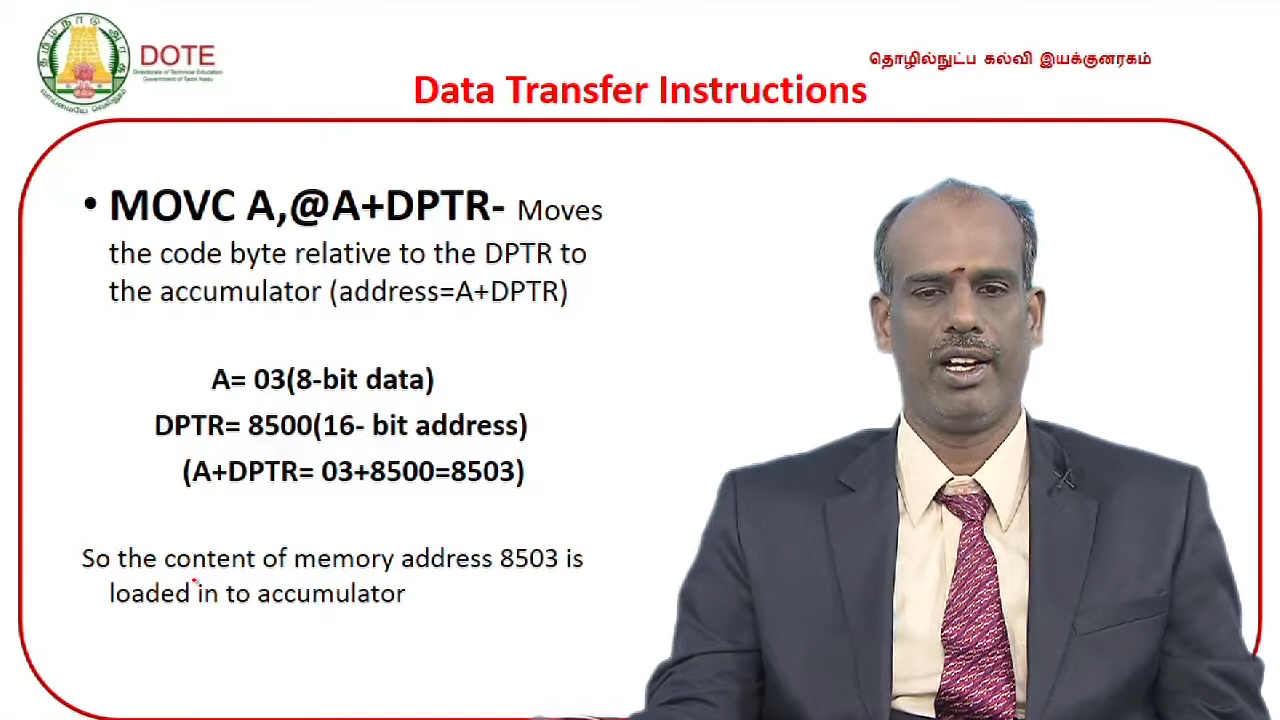 தமிழ்நாடு அரசு
வாய்மையே வெல்லும்
DOTE
Directorate of Technical Education
Government of Tamil Nadu
தொழில்நுட்ப கல்வி இயக்குனரகம்
Data Transfer Instructions
• MOVC A,@A+DPTR- Moves
the code byte relative to the DPTR to
the accumulator (address=A+DPTR)
A= 03(8-bit data)
DPTR= 8500(16- bit address)
(A+DPTR= 03+8500=8503)
So the content of memory address 8503 is
loaded in to accumulator